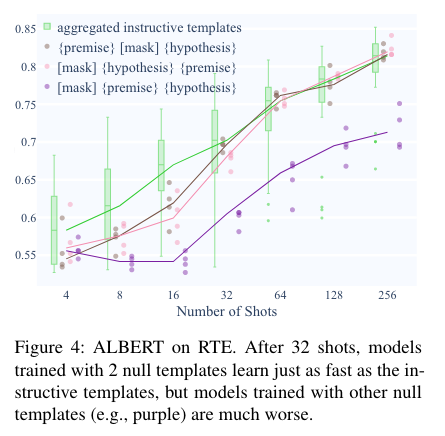 0.85
0.8
0.75
0.7
0.65
0.6
0.55
aggregated instructive templates
{premise} [mask] {hypothesis}
[mask] {hypothesis} {premise}
[mask] {premise} {hypothesis}
4 8 16 32 64 128 256
Number of Shots
Figure 4: ALBERT on RTE. After 32 shots, models
trained with 2 null templates learn just as fast as the in-
structive templates, but models trained with other null
templates (e.g., purple) are much worse.